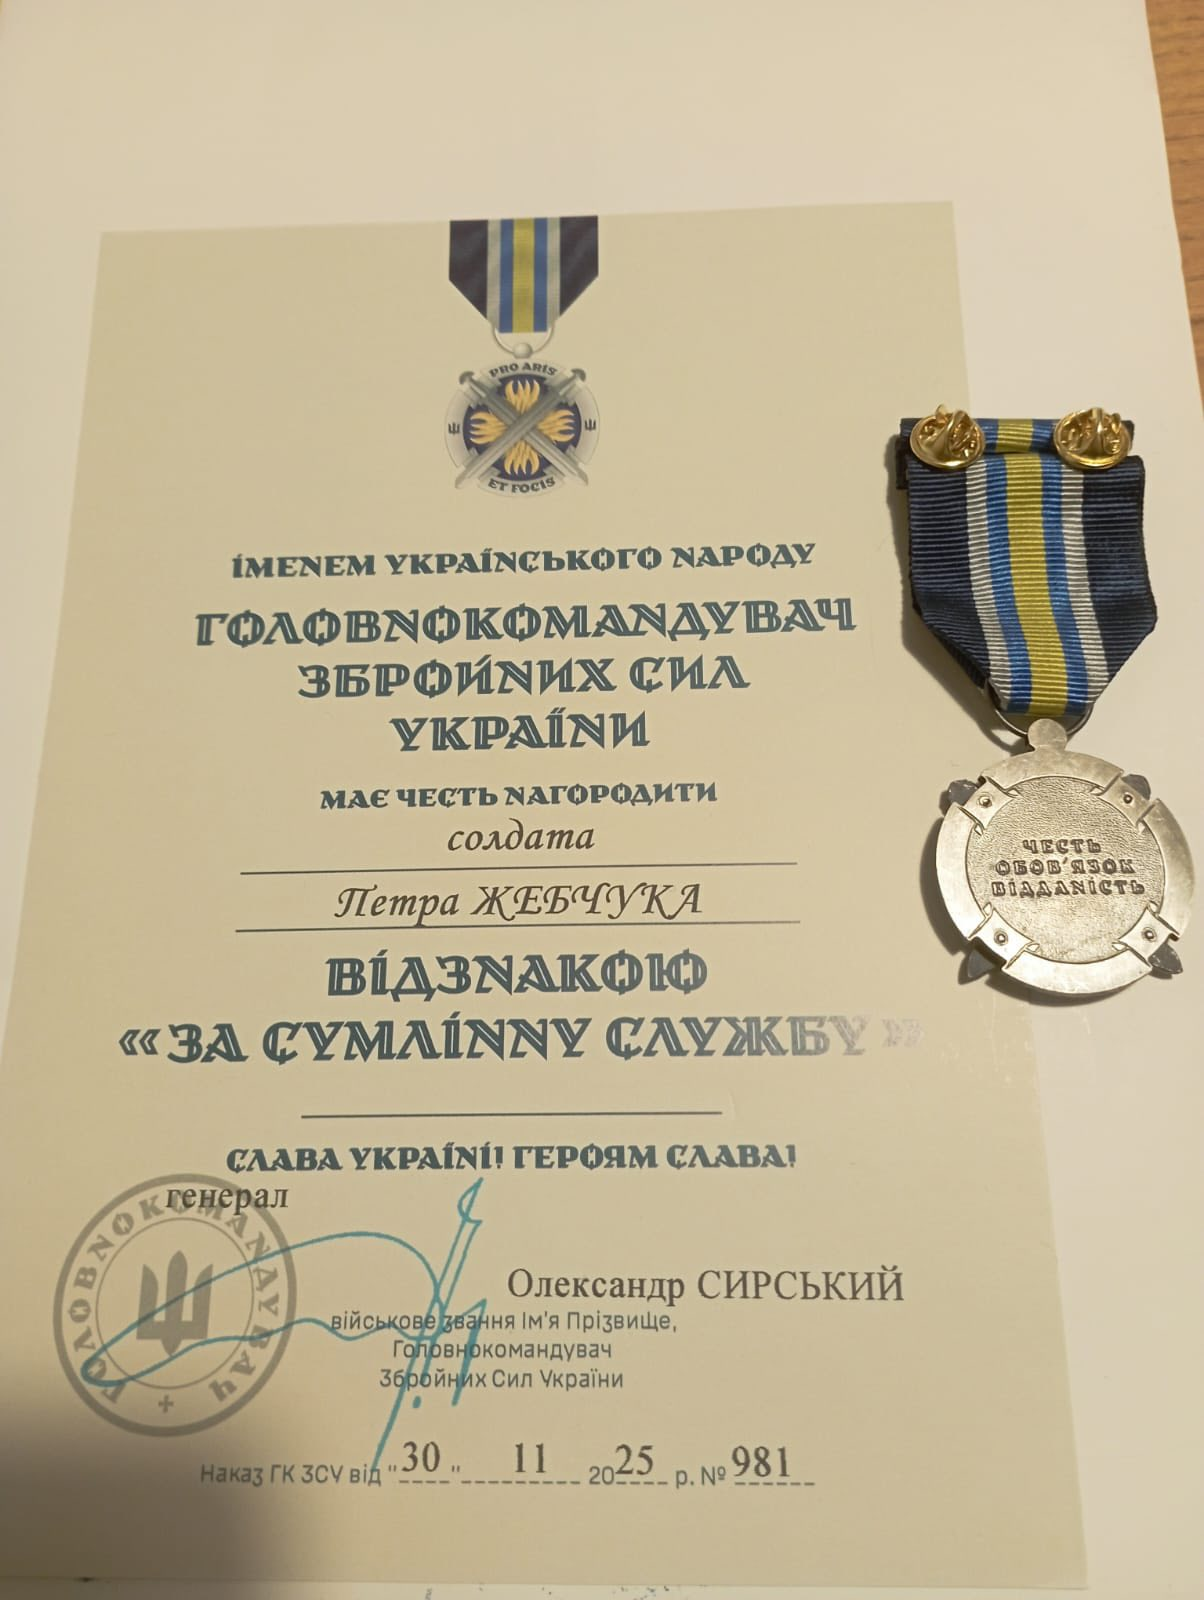 PRO ARIS
ET FOCIS
ІМЕНЕМ УКРАЇНСЬКОГО НАРОДУ
ГОЛОВНОКОМАНДУВАЧ
ЗБРОЙНИХ СИЛ
УКРАЇНИ
МАЄ ЧЕСТЬ НАГОРОДИТИ
солдата
Петра ЖЕБЧУКА
ВІДЗНАКОЮ
«ЗА СУМЛІННУ СЛУЖБУ»
СЛАВА УКРАЇНІ! ГЕРОЯМ СЛАВА!
генерал
ГОЛОВНОКОМАНДУВАЧ
Олександр СИРСЬКИЙ
військове звання Ім'я Прізвище,
Головнокомандувач
Збройних Сил України
Наказ ГК ЗСУ від "30" 11 2025 р. № 981
ЧЕСТЬ
ОБОВ'ЯЗОК
ВІДДАНІСТЬ